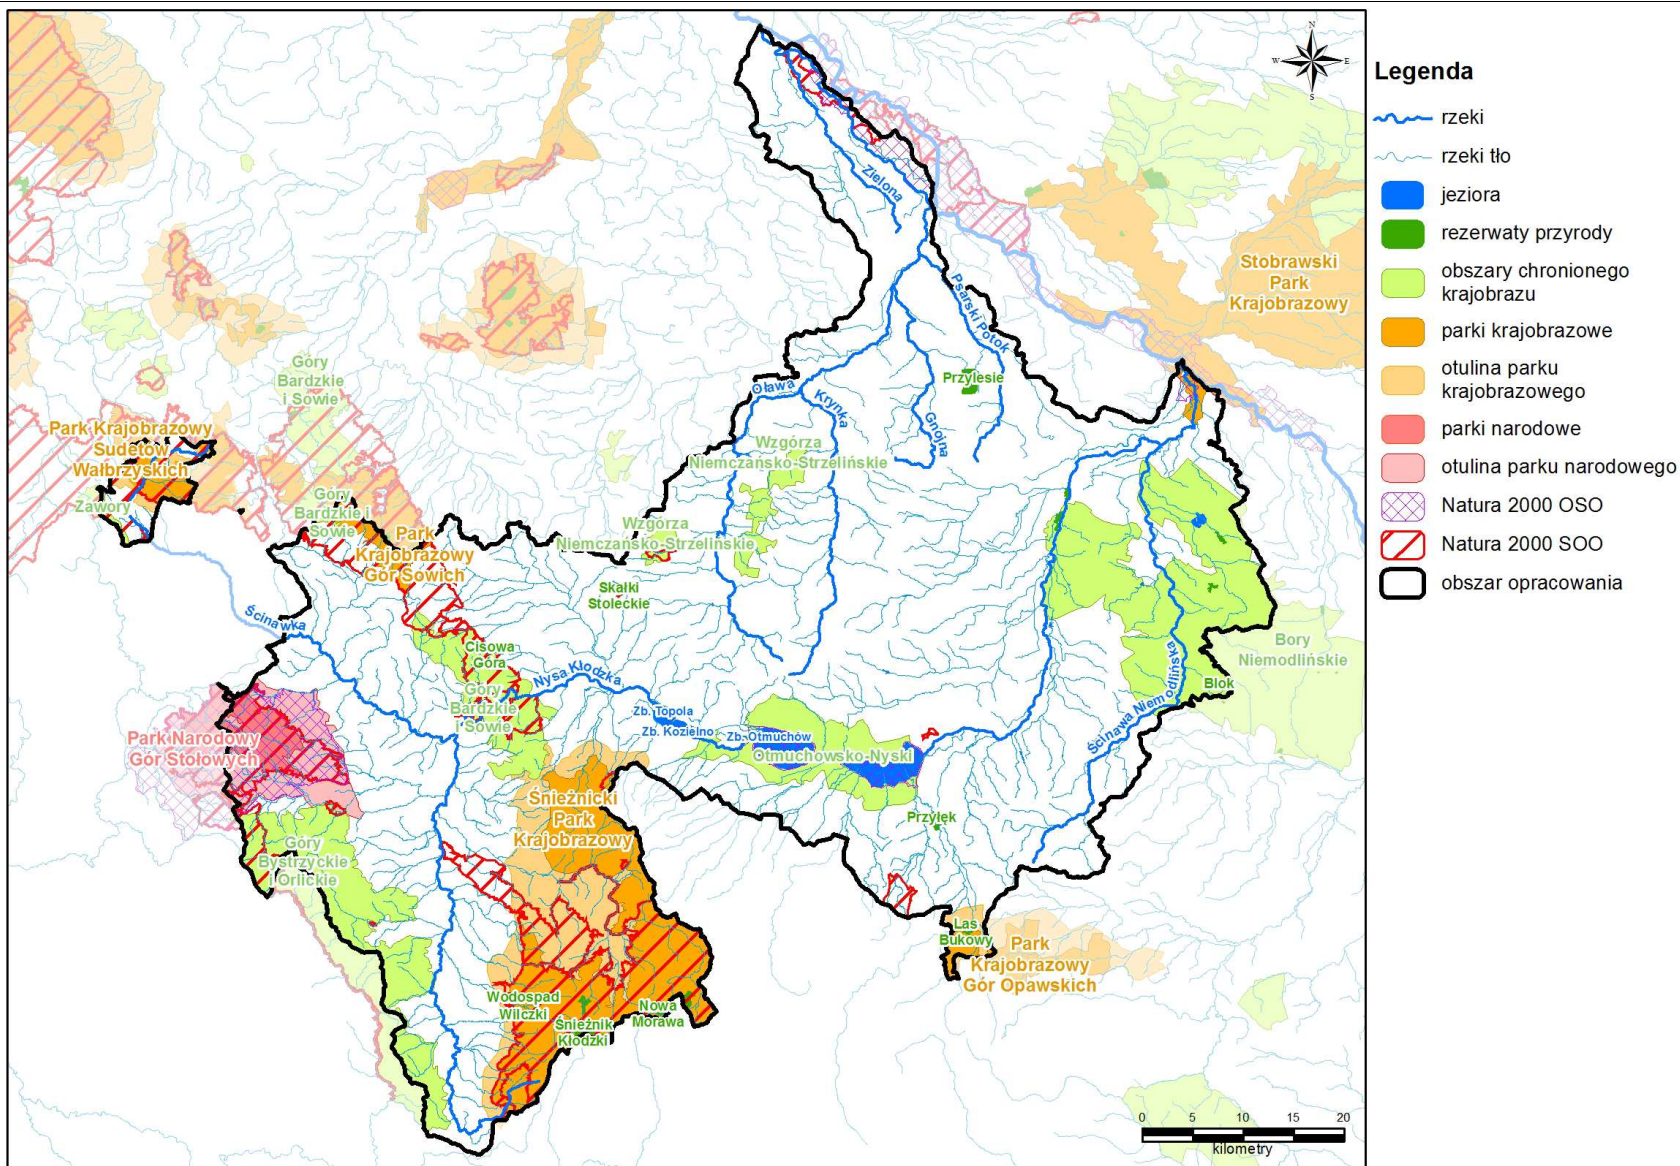 N
W
E
S
Legenda
rzeki
rzeki tło
jeziora
rezerwaty przyrody
obszary chronionego
krajobrazu
parki krajobrazowe
otulina parku
krajobrazowego
parki narodowe
otulina parku narodowego
Natura 2000 OSO
Natura 2000 SOO
obszar opracowania
Zielona
Stobrawski
Park
Krajobrazowy
Psarski Potok
Góry
Bardzkie
i Sowie
Przylesie
Oława
Krynka
Gnojna
Park Krajobrazowy
Sudetów
Wałbrzyskich
Zawory
Wzgórza
Niemczańsko-Strzelińskie
Góry
Bardzkie i
Sowie
Park
Krajobrazowy
Gór Sowich
Wzgórza
Niemczańsko-Strzelińskie
Skałki
Stoleckie
Ścinawka
Cisowa
Góra
Bory
Niemodlińskie
Nysa Kłodzka
Góry
Bardzkie
i Sowie
Blok
Ścinawa Niemodlińska
Zb. Topola
Zb. Kozielno
Zb. Otmuchów
Otmuchowsko-Nyski
Park Narodowy
Gór Stołowych
Śnieżnicki
Park
Krajobrazowy
Przyłęk
Góry
Bystrzyckie
i Orlickie
Las
Bukowy
Park
Krajobrazowy
Gór Opawskich
Wodospad
Wilczki
Śnieżnik
Kłodzki
Nowa
Morawa
0 5 10 15 20
kilometry